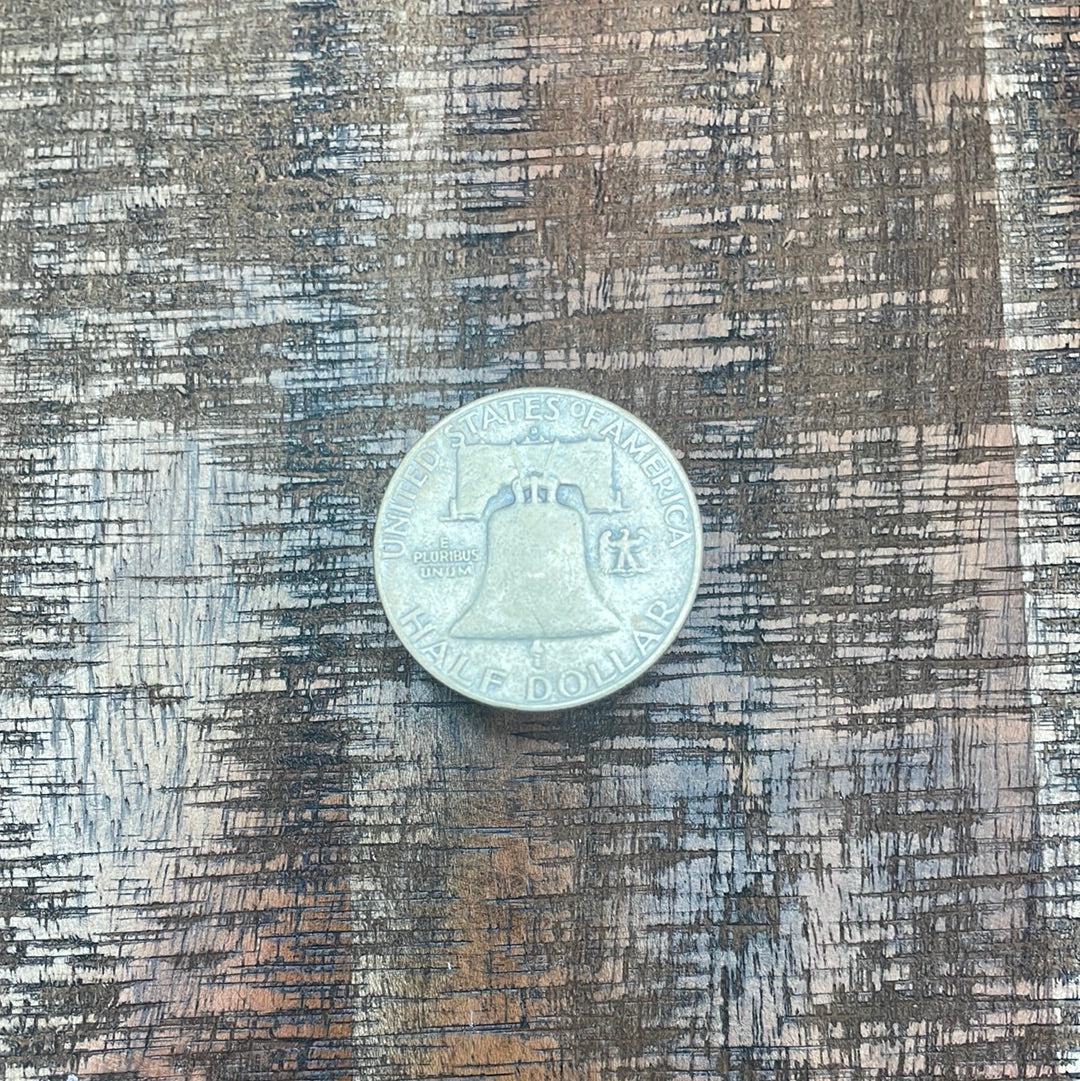 UNITED STATES OF AMERICA
E
PLURIBUS
UNUM
HALF DOLLAR